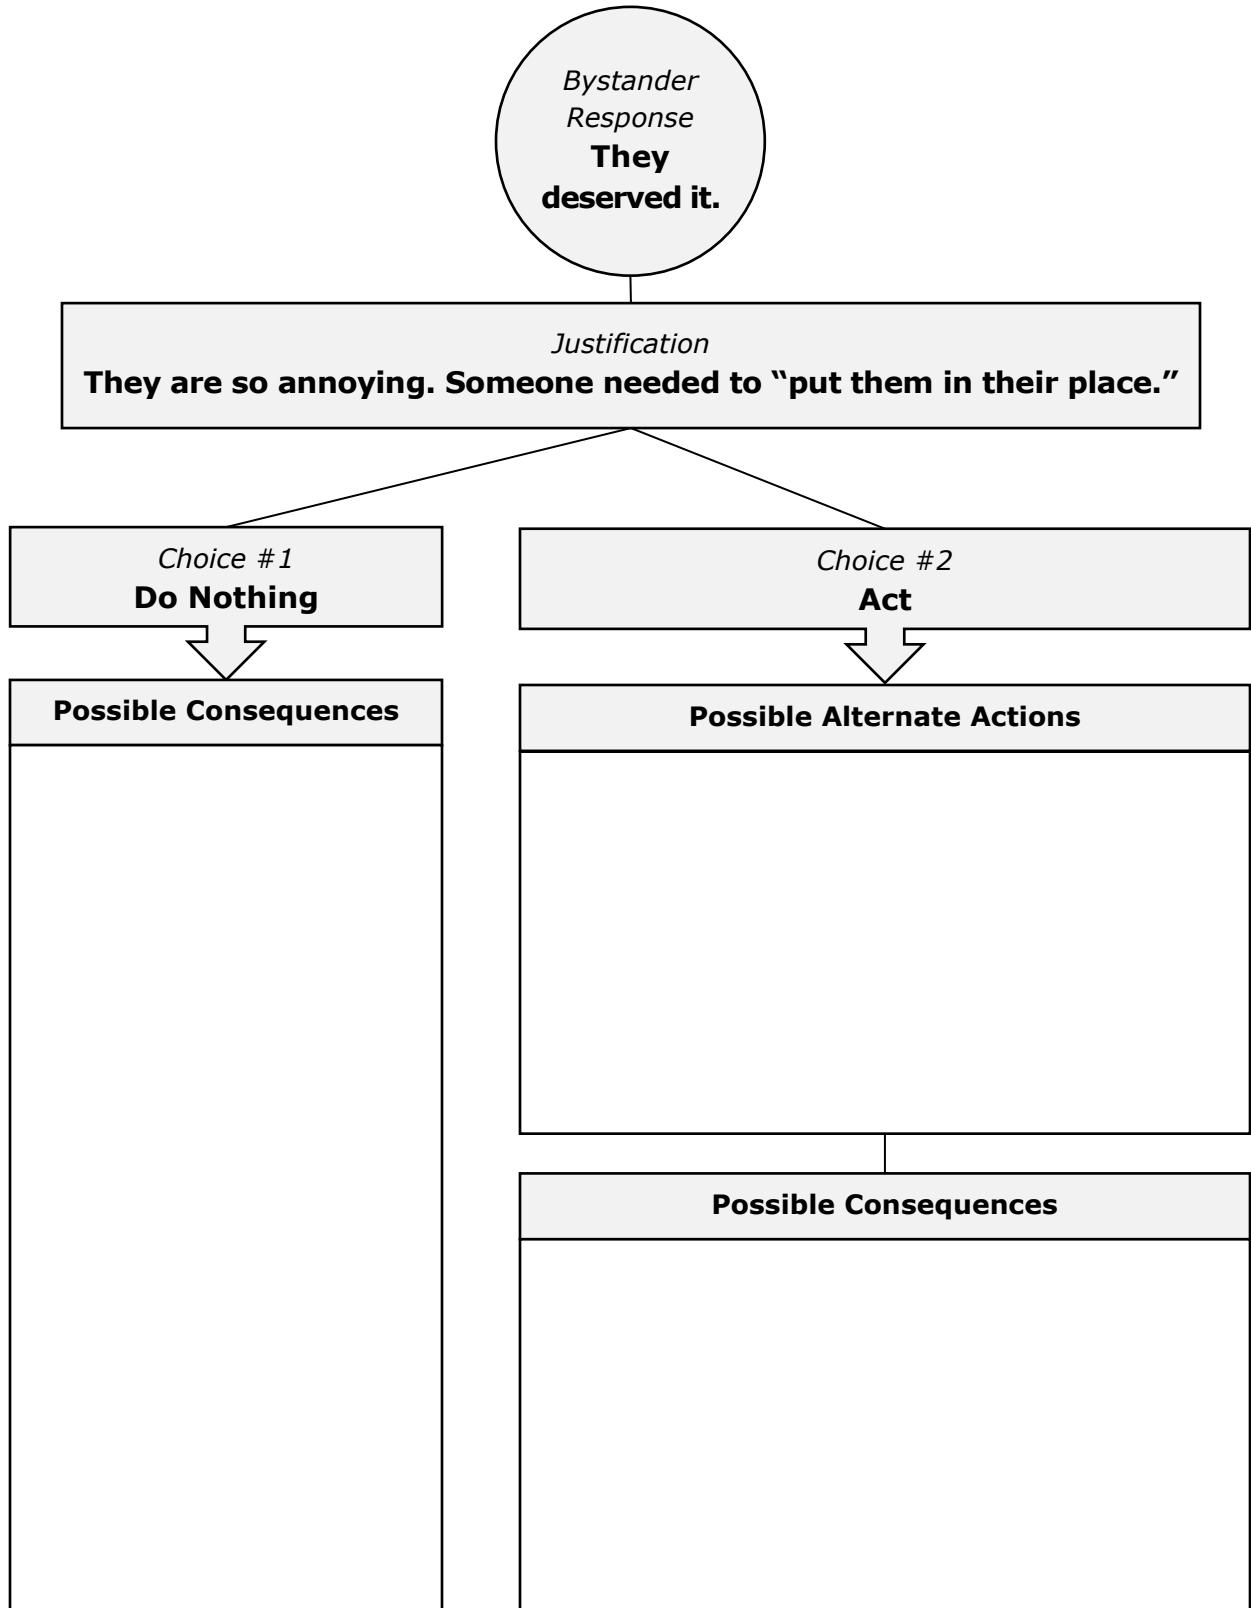 Bystander
Response
They
deserved it.
Justification
They are so annoying. Someone needed to “put them in their place.”
Choice #1
Do Nothing
Choice #2
Act
Possible Consequences
Possible Alternate Actions
Possible Consequences